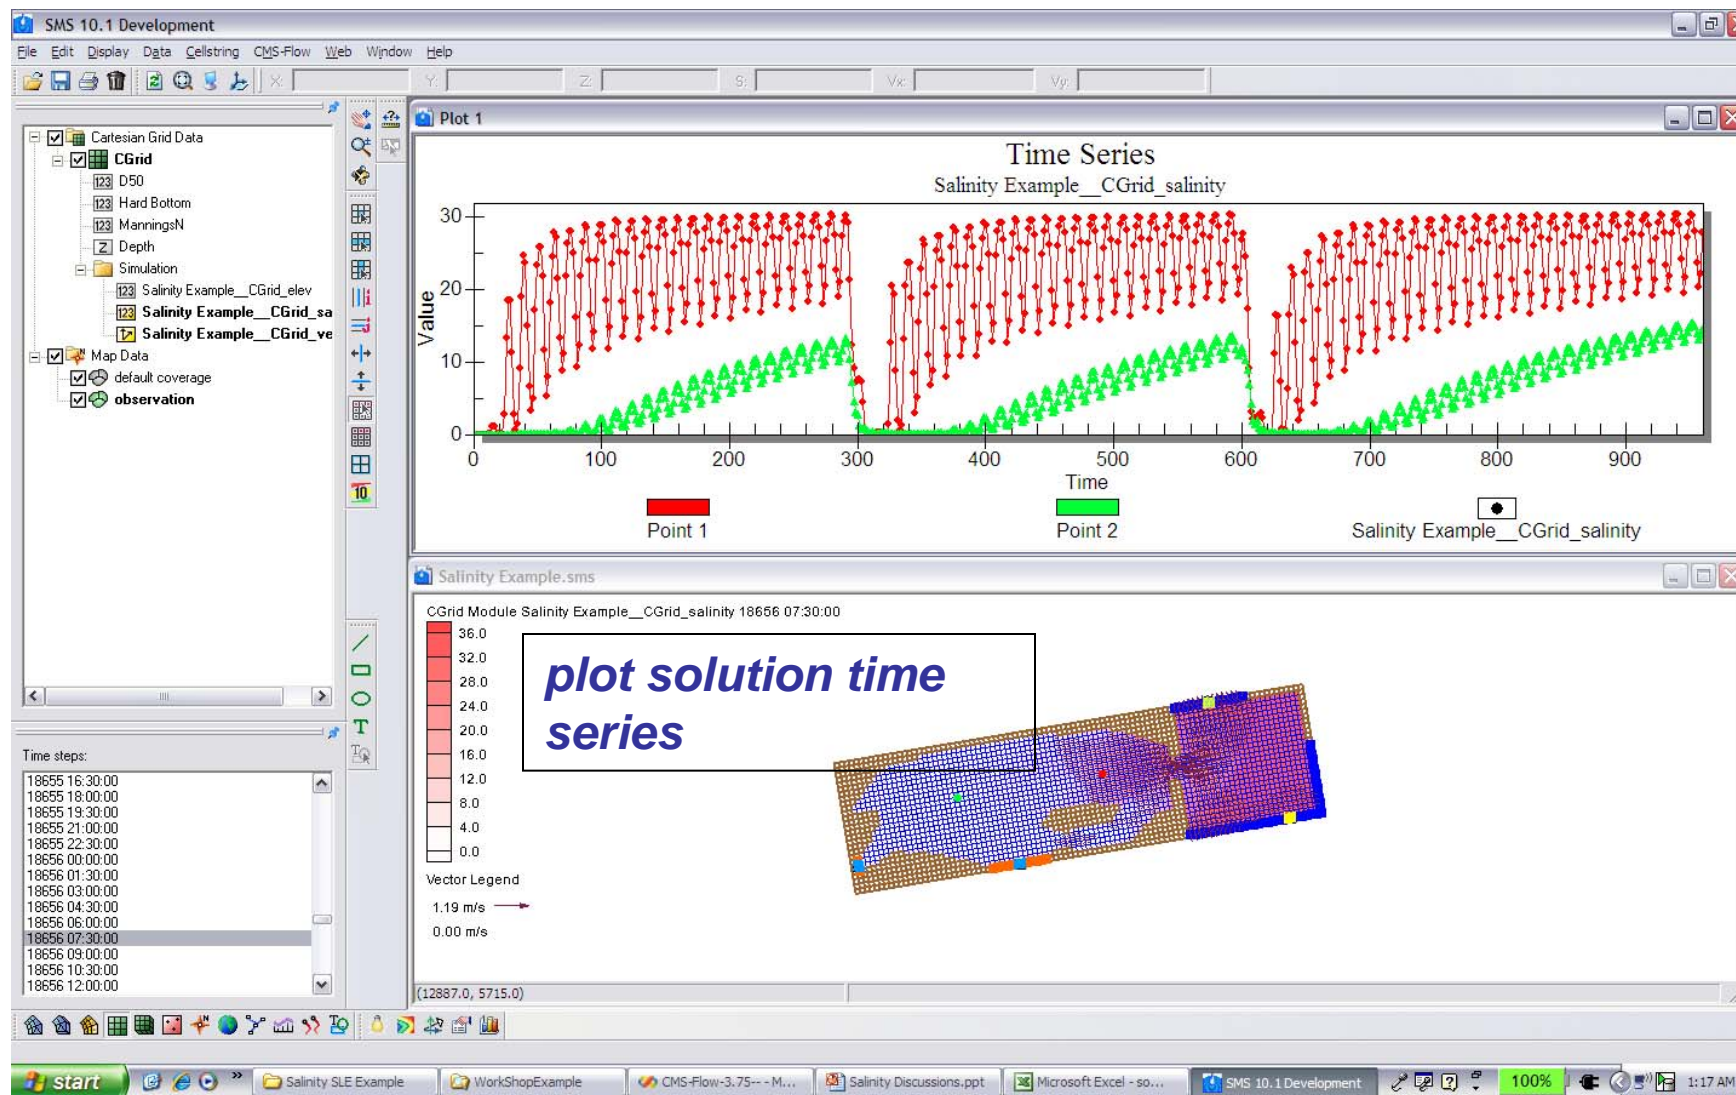 SMS 10.1 Development
File Edit Display Data Cellstring CMS-Flow Web Window Help
X: Y: Z: S: Vx: Vy:
Cartesian Grid Data
CGrid
123 D50
123 Hard Bottom
123 ManningsN
Z Depth
Simulation
123 Salinity Example__CGrid_elev
123 Salinity Example__CGrid_sa
Salinity Example__CGrid_ve
Map Data
default coverage
observation
Time steps:
18655 16:30:00
18655 18:00:00
18655 19:30:00
18655 21:00:00
18655 22:30:00
18656 00:00:00
18656 01:30:00
18656 03:00:00
18656 04:30:00
18656 06:00:00
18656 07:30:00
18656 09:00:00
18656 10:30:00
18656 12:00:00
i
j
10
T
Plot 1
Time Series
Salinity Example__CGrid_salinity
Value
30
20
10
0
0 100 200 300 400 500 600 700 800 900
Time
Point 1 Point 2 Salinity Example__CGrid_salinity
Salinity Example.sms
CGrid Module Salinity Example__CGrid_salinity 18656 07:30:00
36.0
32.0
28.0
24.0
20.0
16.0
12.0
8.0
4.0
0.0
Vector Legend
1.19 m/s
0.00 m/s
plot solution time
series
(12887.0, 5715.0)
start » Salinity SLE Example WorkShopExample CMS-Flow-3.75-- - M... Salinity Discussions.ppt Microsoft Excel - so... SMS 10.1 Development 100% 1:17 AM